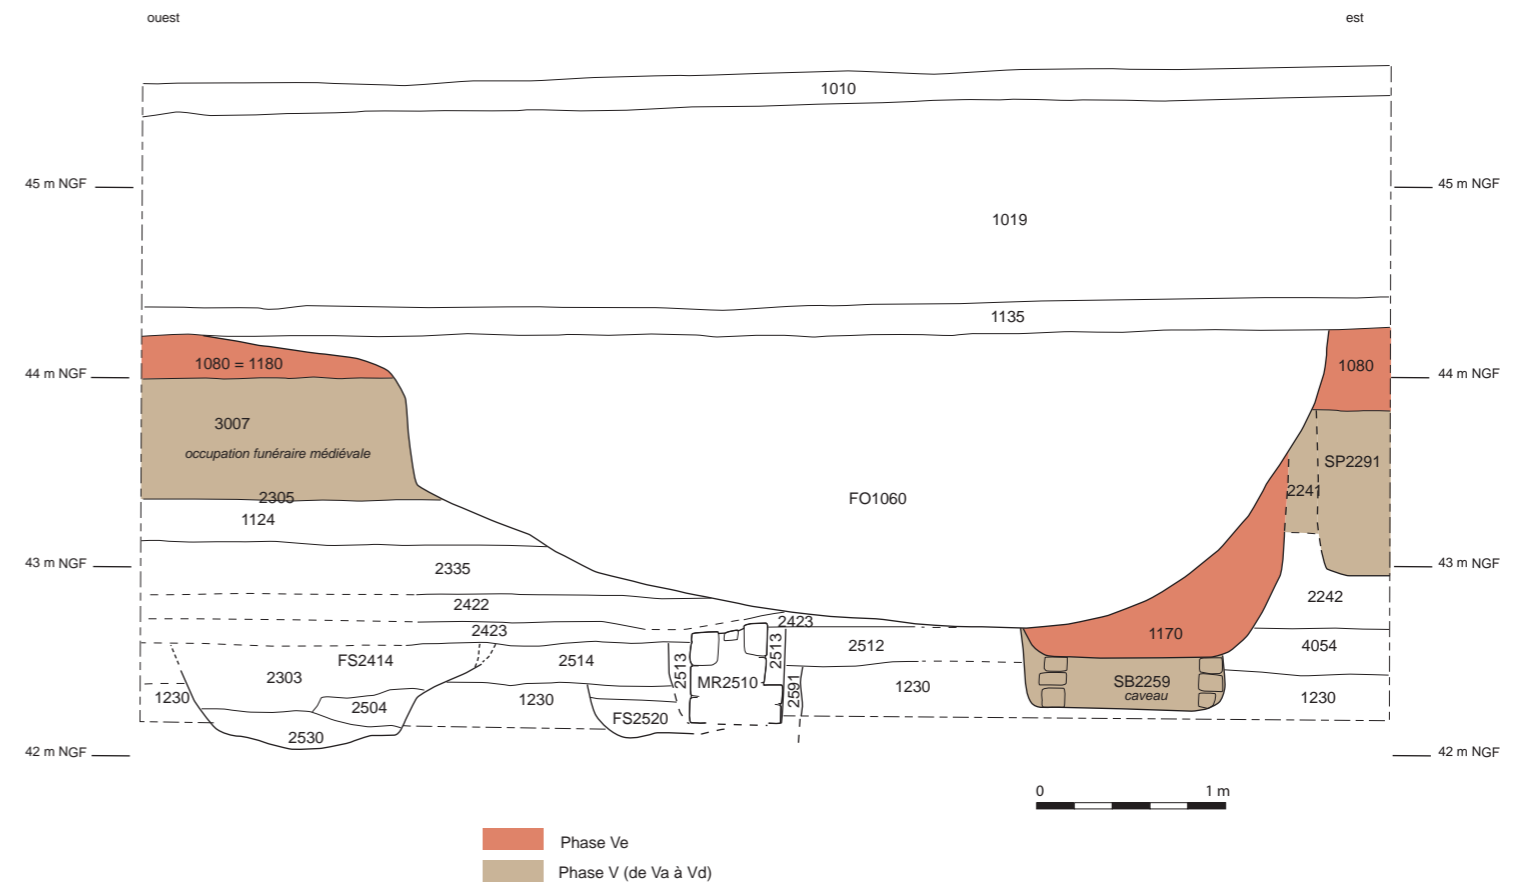 ouest est
1010
45 m NGF 45 m NGF
1019
1135
1080 = 1180 1080
44 m NGF 44 m NGF
3007
occupation funéraire médiévale
SP2291
2305 FO1060 2241
1124
43 m NGF 2335 43 m NGF
2422 2242
2423 2423
1170
2512 4054
FS2414 2514 2513 2513
2303 MR2510 SB2259
caveau
1230 2504 1230 2591 1230 1230
FS2520
2530
42 m NGF 42 m NGF
0 1 m
Phase Ve
Phase V (de Va à Vd)